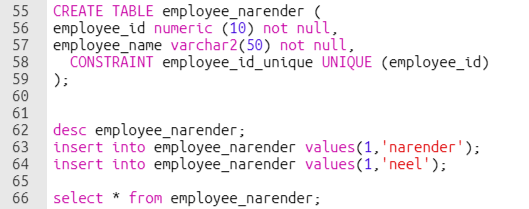 55 CREATE TABLE employee_narender (
56 employee_id numeric (10) not null,
57 employee_name varchar2(50) not null,
58   CONSTRAINT employee_id_unique UNIQUE (employee_id)
59 );
60
61
62 desc employee_narender;
63 insert into employee_narender values(1,'narender');
64 insert into employee_narender values(1,'neel');
65
66 select * from employee_narender;